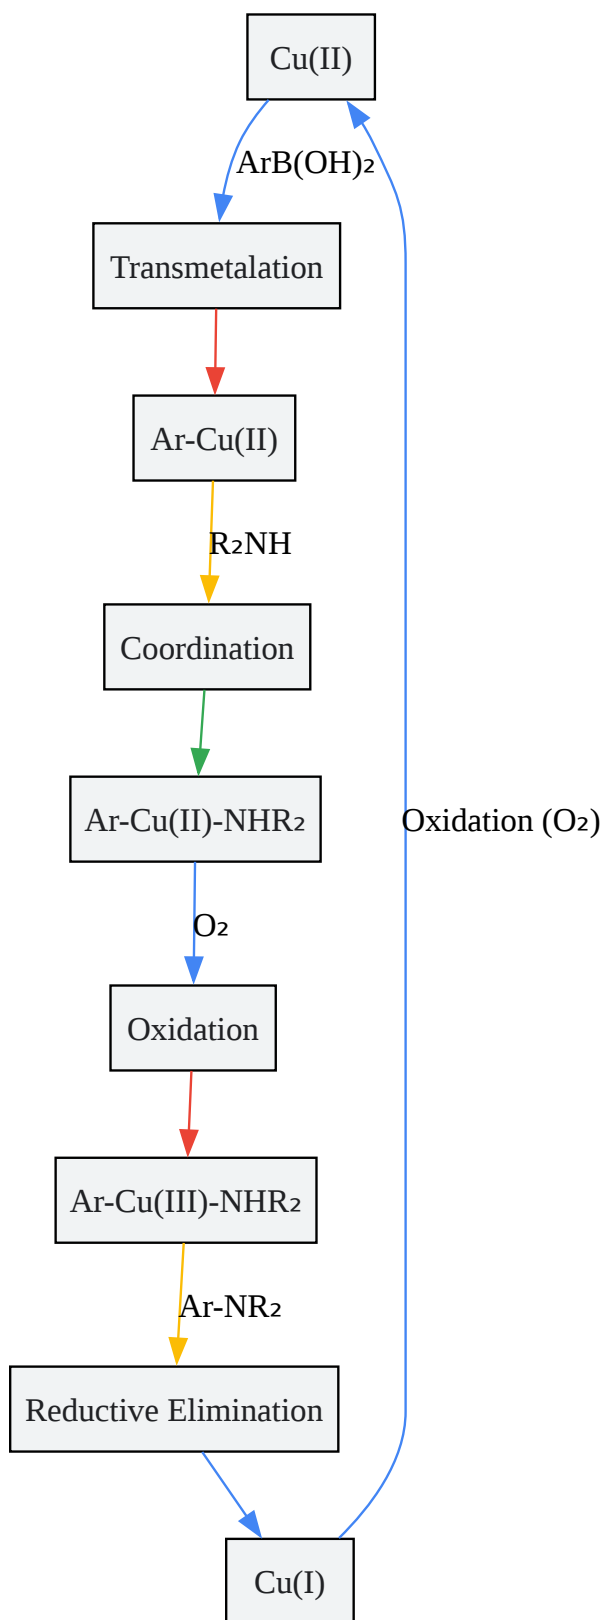 Cu(II)
ArB(OH)₂
Transmetalation
Ar-Cu(II)
R₂NH
Coordination
Ar-Cu(II)-NHR₂
Oxidation (O₂)
O₂
Oxidation
Ar-Cu(III)-NHR₂
Ar-NR₂
Reductive Elimination
Cu(I)